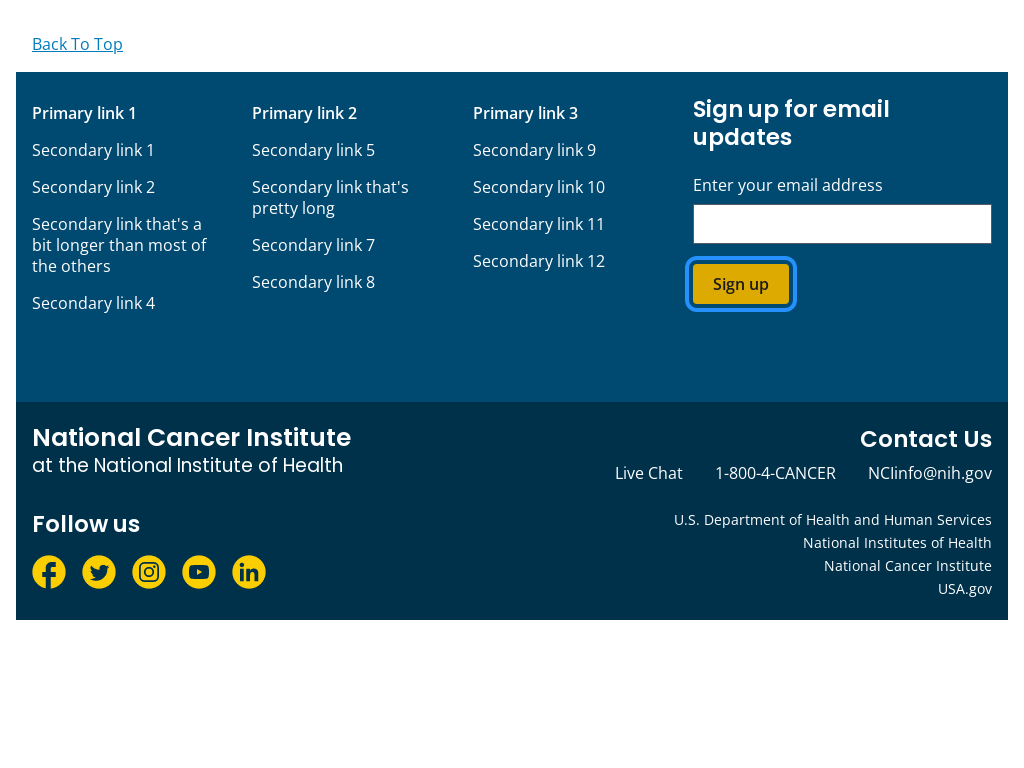 Back To Top
Primary link 1
Secondary link 1
Secondary link 2
Secondary link that's a
bit longer than most of
the others
Secondary link 4
Primary link 2
Secondary link 5
Secondary link that's
pretty long
Secondary link 7
Secondary link 8
Primary link 3
Secondary link 9
Secondary link 10
Secondary link 11
Secondary link 12
Sign up for email
updates
Enter your email address
Sign up
National Cancer Institute
at the National Institute of Health
Follow us
Contact Us
Live Chat 1-800-4-CANCER NCIinfo@nih.gov
U.S. Department of Health and Human Services
National Institutes of Health
National Cancer Institute
USA.gov